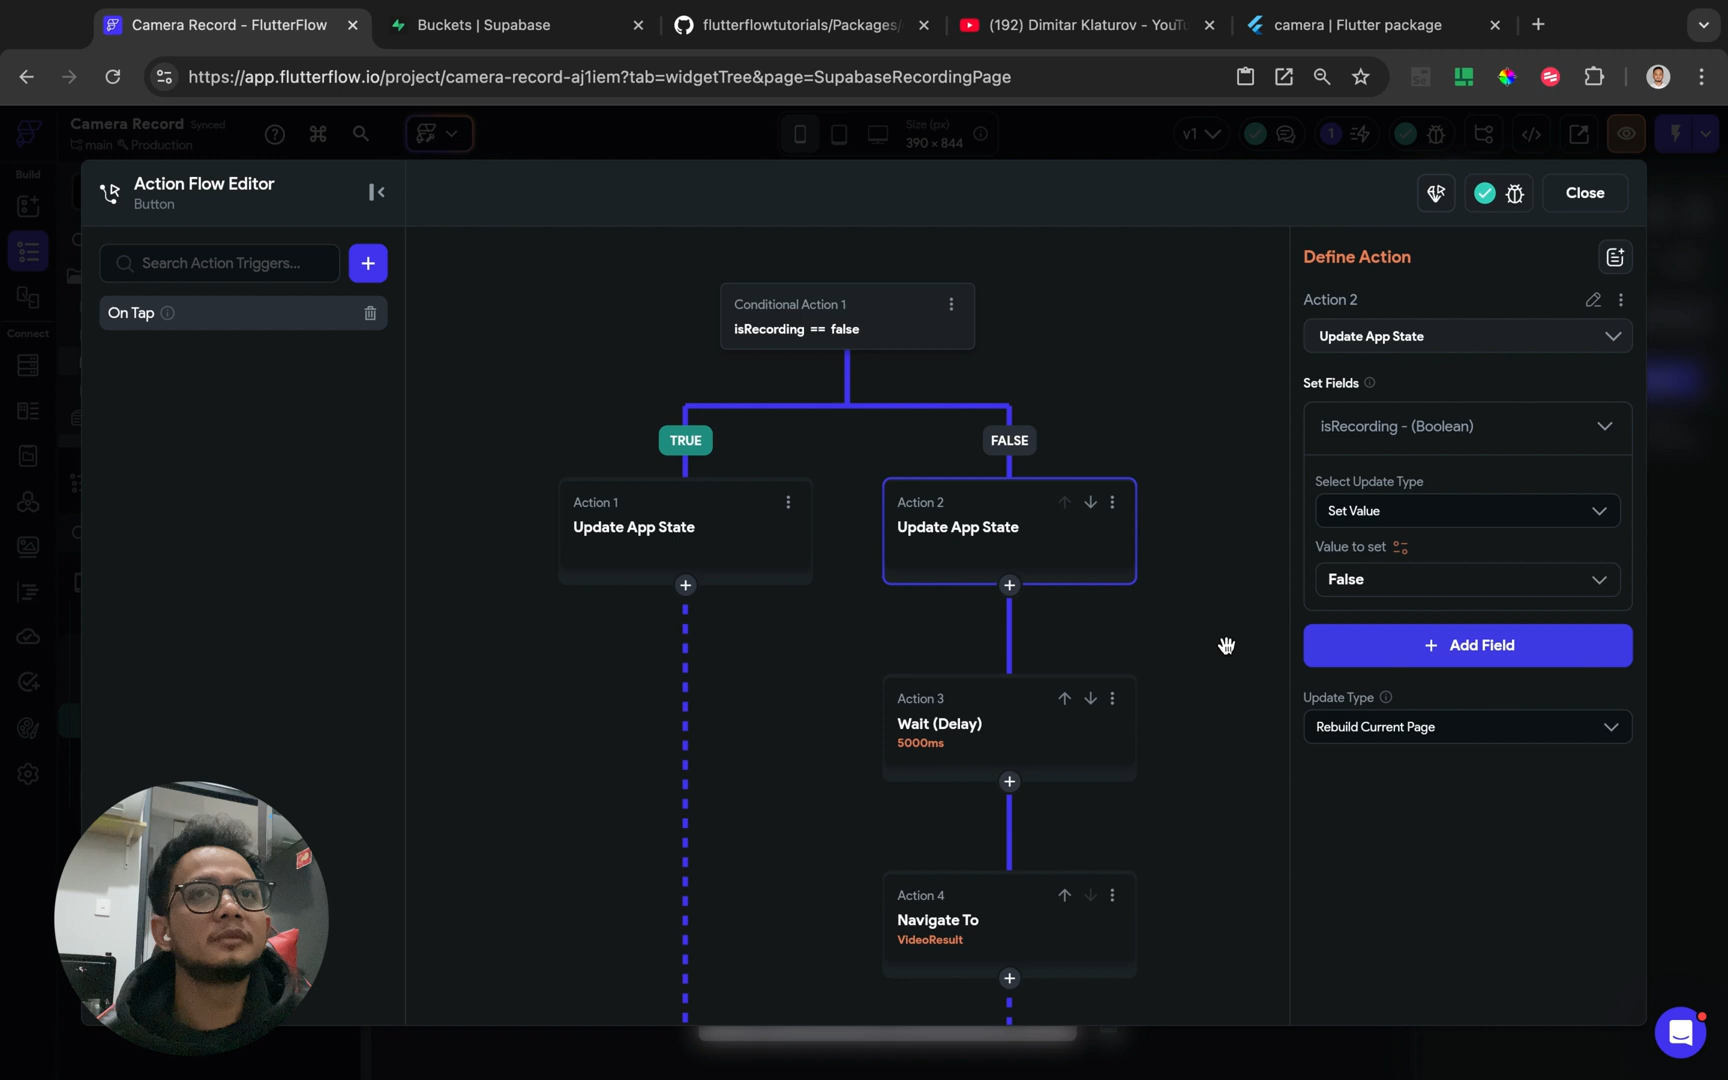 Camera Record - FlutterFlow
Buckets | Supabase
flutterflowtutorials/Packages/
(192) Dimitar Klaturov - YouTu
camera | Flutter package
https://app.flutterflow.io/project/camera-record-aj1iem?tab=widgetTree&page=SupabaseRecordingPage
Camera Record Synced
main Production
Size (px)
390 × 844
v1
1
Build
Connect
Action Flow Editor
Button
Close
Search Action Triggers...
On Tap
Conditional Action 1
isRecording == false
TRUE
FALSE
Action 1
Update App State
Action 2
Update App State
Action 3
Wait (Delay)
5000ms
Action 4
Navigate To
VideoResult
Define Action
Action 2
Update App State
Set Fields
isRecording - (Boolean)
Select Update Type
Set Value
Value to set
False
+ Add Field
Update Type
Rebuild Current Page